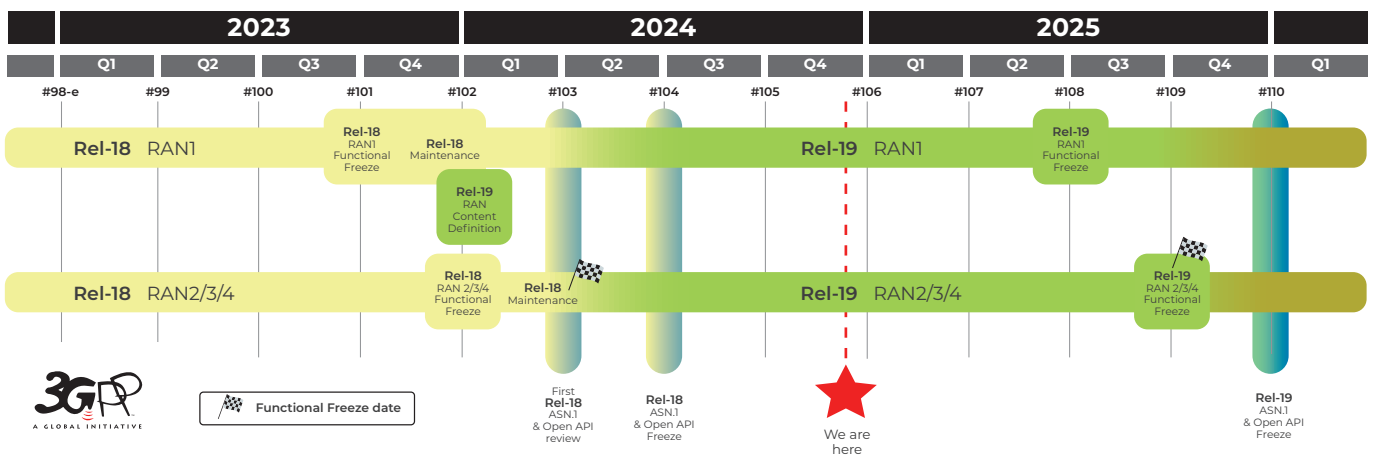 2023 2024 2025
Q1 Q2 Q3 Q4 Q1 Q2 Q3 Q4 Q1 Q2 Q3 Q4 Q1
#98-e #99 #100 #101 #102 #103 #104 #105 #106 #107 #108 #109 #110
Rel-18 RAN1
Rel-18
RAN1
Functional
Freeze
Rel-18
Maintenance
Rel-19 RAN1
Rel-19
RAN1
Functional
Freeze
Rel-19
RAN
Content
Definition
Rel-18 RAN2/3/4
Rel-18
RAN 2/3/4
Functional
Freeze
Rel-18
Maintenance
Rel-19 RAN2/3/4
Rel-19
RAN 2/3/4
Functional
Freeze
3GPP
A GLOBAL INITIATIVE
Functional Freeze date
First
Rel-18
ASN.1
& Open API
review
Rel-18
ASN.1
& Open API
Freeze
We are
here
Rel-19
ASN.1
& Open API
Freeze